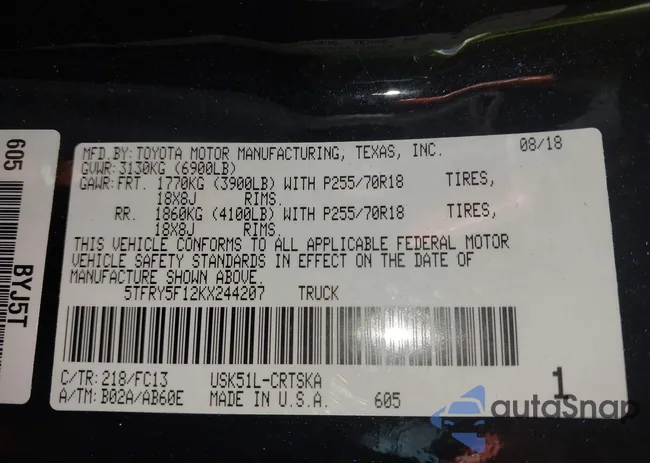 MFD.BY: TOYOTA MOTOR MANUFACTURING, TEXAS, INC. 08/18
GVWR: 3130KG (6900LB)
GAWR: FRT. 1770KG (3900LB) WITH P255/70R18 TIRES,
18X8J RIMS.
RR. 1860KG (4100LB) WITH P255/70R18 TIRES,
18X8J RIMS.
THIS VEHICLE CONFORMS TO ALL APPLICABLE FEDERAL MOTOR
VEHICLE SAFETY STANDARDS IN EFFECT ON THE DATE OF
MANUFACTURE SHOWN ABOVE.
5TFRY5F12KX244207 TRUCK
C/TR: 218/FC13 USK51L-CRTSKA
A/TM: B02A/AB60E MADE IN U.S.A. 605
1
605
BYJ5T
autoSnap